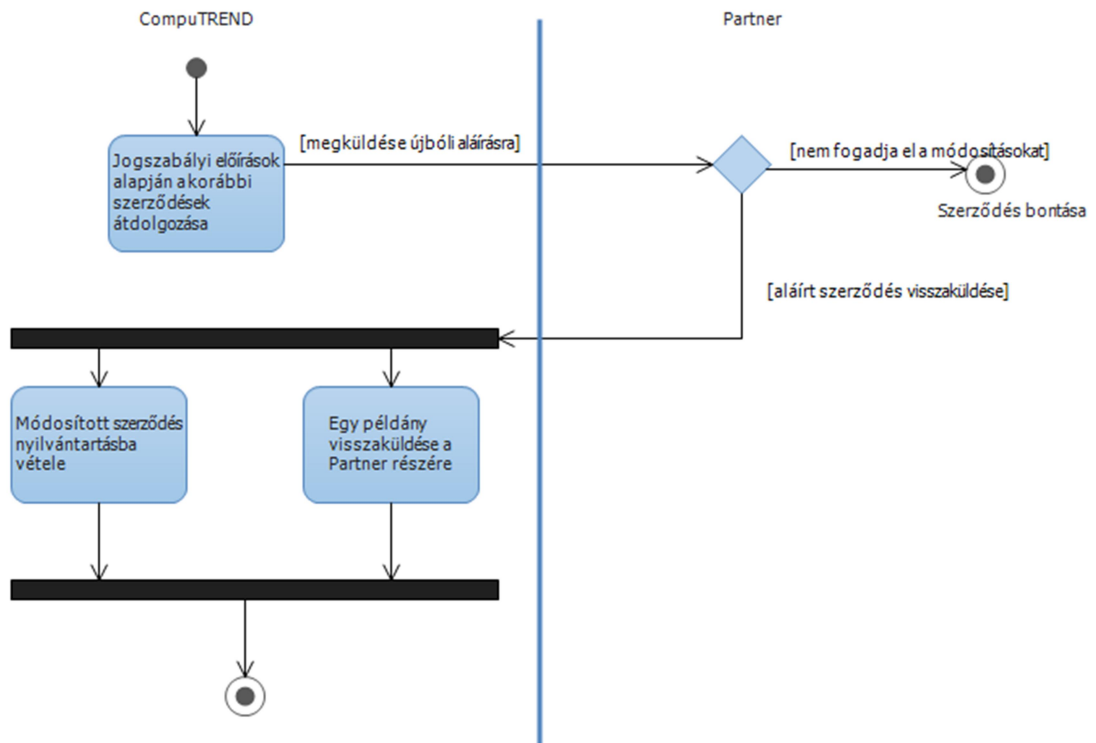 CompuTREND
Partner
[megküldése újbóli aláírásra]
[nem fogadja el a módosításokat]
Jogszabályi előírások
alapján a korábbi
szerződések
átdolgozása
Szerződés bontása
[aláírt szerződés visszaküldése]
Módosított szerződés
nyilvántartásba
vétele
Egy példány
visszaküldése a
Partner részére